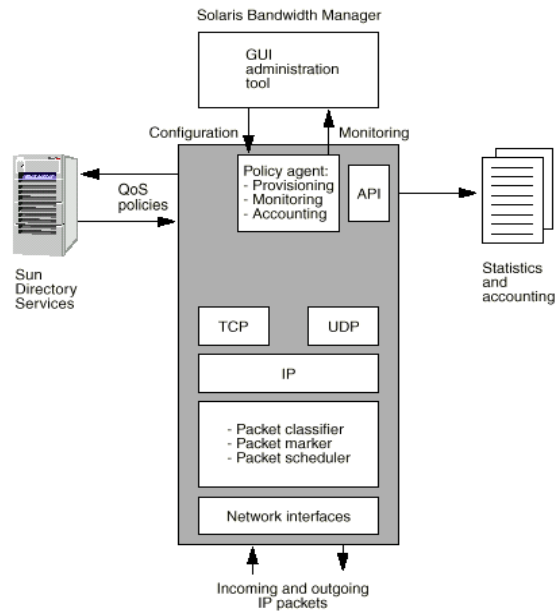 Solaris Bandwidth Manager
GUI
administration
tool
Configuration
Monitoring
Policy agent:
- Provisioning
- Monitoring
- Accounting
API
QoS
policies
Sun
Directory
Services
Statistics
and
accounting
TCP
UDP
IP
- Packet classifier
- Packet marker
- Packet scheduler
Network interfaces
Incoming and outgoing
IP packets